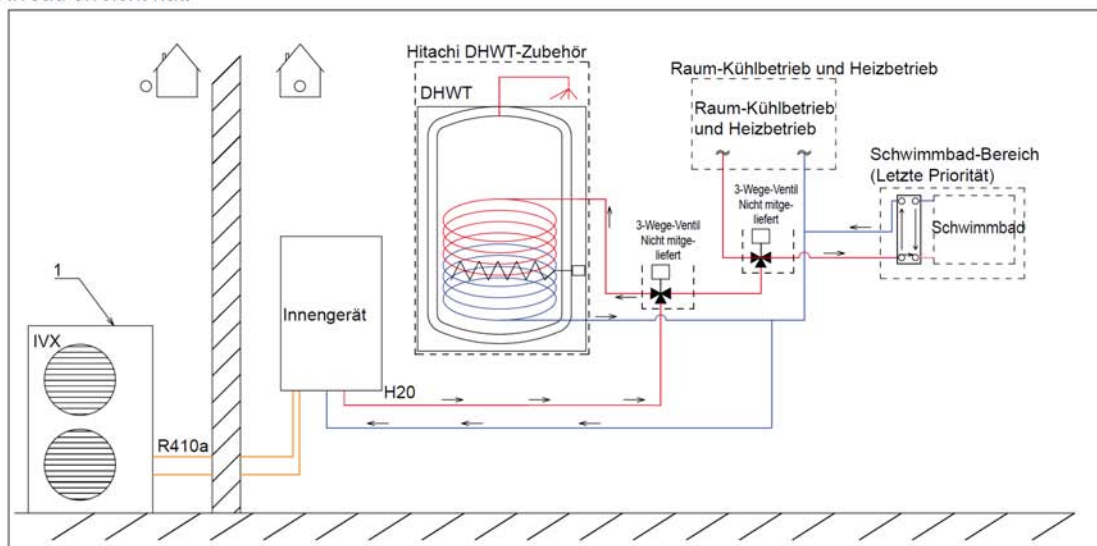 Hitachi DHWT-Zubehör
DHWT
Raum-Kühlbetrieb und Heizbetrieb
Raum-Kühlbetrieb
und Heizbetrieb
Schwimmbad-Bereich
(Letzte Priorität)
Schwimmbad
3-Wege-Ventil
Nicht mitge-
liefert
3-Wege-Ventil
Nicht mitge-
liefert
1
IVX
Innengerät
H20
R410a